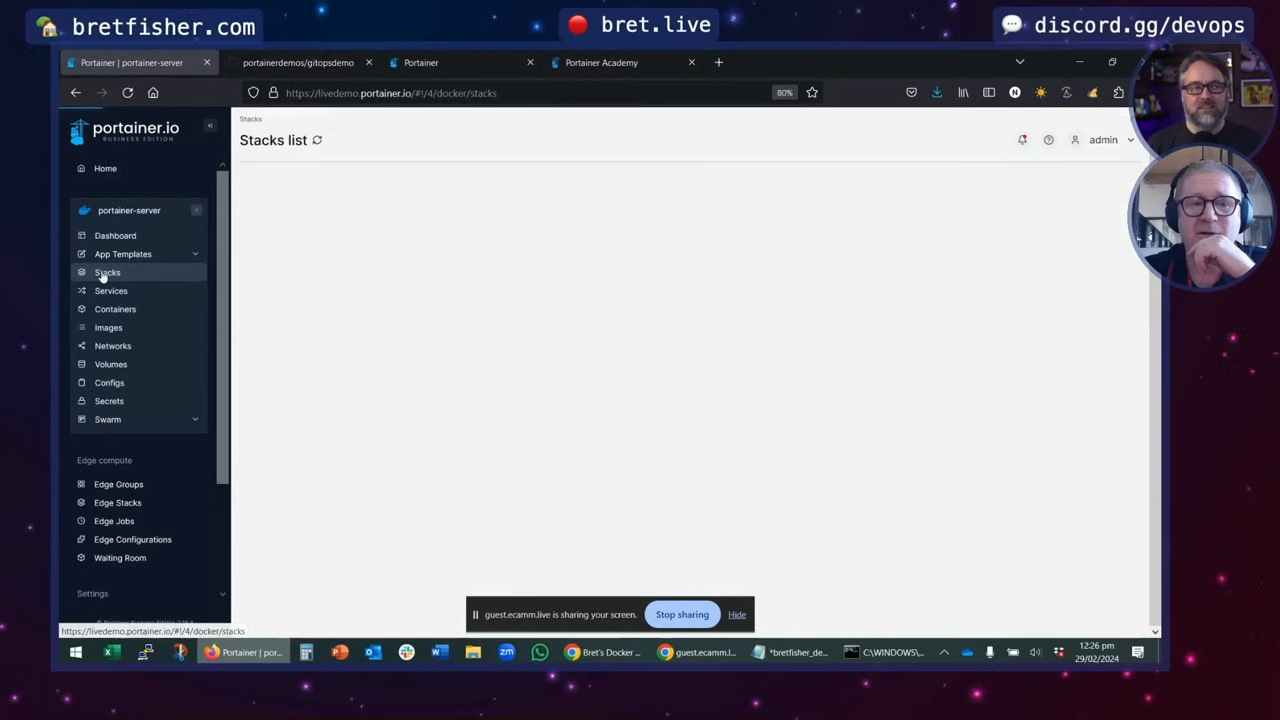 bretfisher.com
bret.live
discord.gg/devops
Portainer | portainer-server
portainerdemos/gitopsdemo
Portainer
Portainer Academy
https://livedemo.portainer.io/#!/4/docker/stacks
80%
portainer.io
BUSINESS EDITION
Stacks
Stacks list
admin
Home
portainer-server
Dashboard
App Templates
Stacks
Services
Containers
Images
Networks
Volumes
Configs
Secrets
Swarm
Edge compute
Edge Groups
Edge Stacks
Edge Jobs
Edge Configurations
Waiting Room
Settings
guest.ecamm.live is sharing your screen.
Stop sharing
Hide
https://livedemo.portainer.io/#!/4/docker/stacks
Portainer | por...
Bret's Docker ...
guest.ecamm.l...
*bretfisher_de...
C:\WINDOWS\...
12:26 pm
29/02/2024